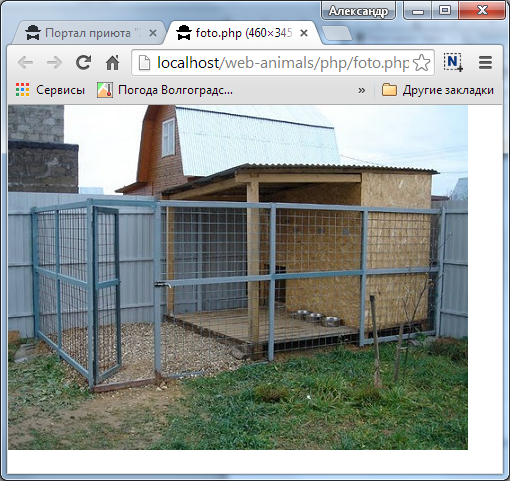 Александр
Портал приюта "
foto.php (460×345
localhost/web-animals/php/foto.php
Сервисы
Погода Волгоградс...
»
Другие закладки